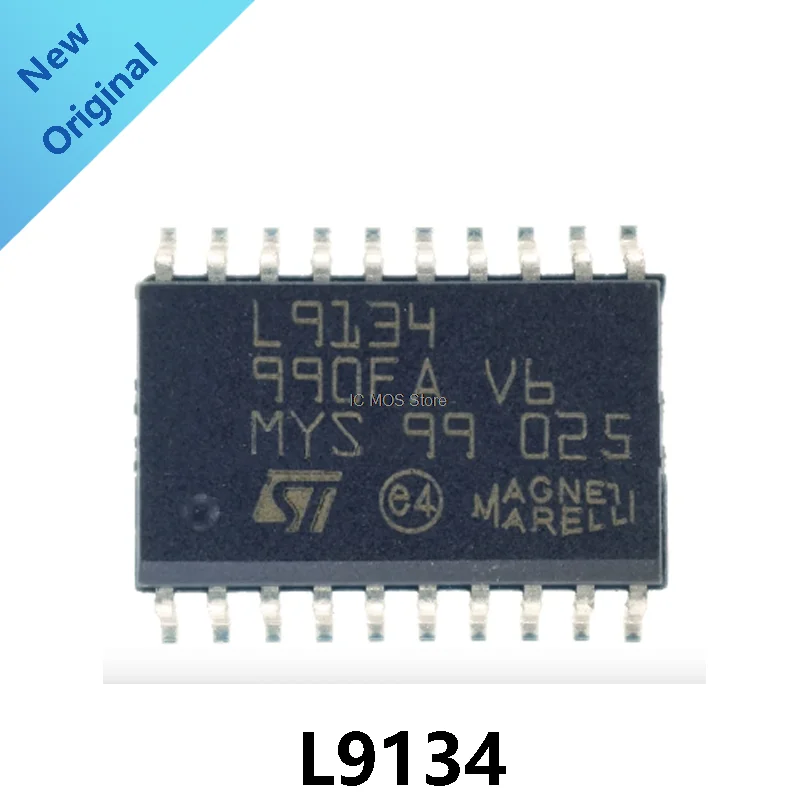 New
Original
L9134
990FA V6
IC MOS Store
MYS 99 025
ST e4 MAGNETI
MARELLI
L9134